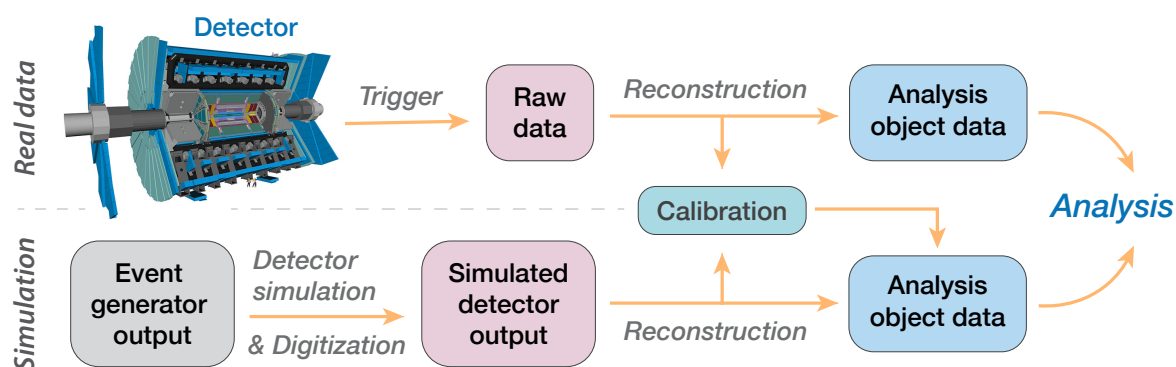 Detector
Real data
Trigger
Raw
data
Reconstruction
Analysis
object data
Calibration
Analysis
Simulation
Event
generator
output
Detector
simulation
& Digitization
Simulated
detector
output
Reconstruction
Analysis
object data